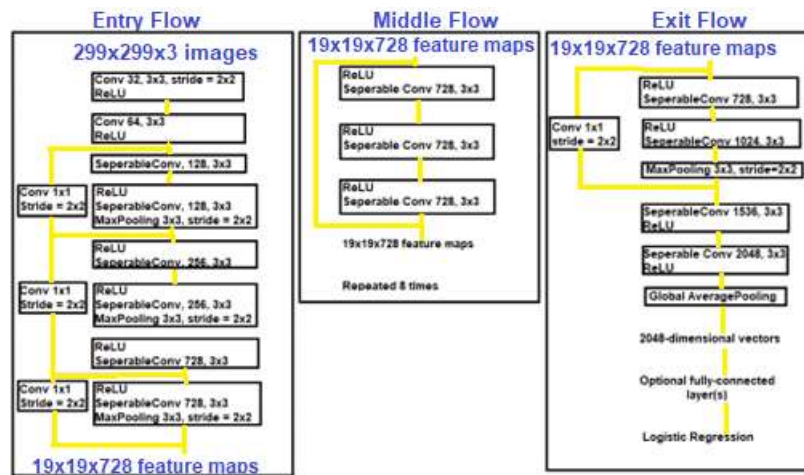 Entry Flow
299x299x3 images
Conv 32, 3x3, stride = 2x2
ReLU
Conv 64, 3x3
ReLU
SeperableConv, 128, 3x3
Conv 1x1
Stride = 2x2
ReLU
SeperableConv, 128, 3x3
MaxPooling 3x3, stride = 2x2
ReLU
SeperableConv, 256, 3x3
Conv 1x1
Stride = 2x2
ReLU
SeperableConv, 256, 3x3
MaxPooling 3x3, stride = 2x2
ReLU
SeperableConv 728, 3x3
Conv 1x1
Stride = 2x2
ReLU
SeperableConv 728, 3x3
MaxPooling 3x3, stride = 2x2
19x19x728 feature maps
Middle Flow
19x19x728 feature maps
ReLU
Seperable Conv 728, 3x3
ReLU
Seperable Conv 728, 3x3
ReLU
Seperable Conv 728, 3x3
19x19x728 feature maps
Repeated 8 times
Exit Flow
19x19x728 feature maps
ReLU
SeperableConv 728, 3x3
Conv 1x1
stride = 2x2
ReLU
SeperableConv 1024, 3x3
MaxPooling 3x3, stride=2x2
SeperableConv 1536, 3x3
ReLU
Seperable Conv 2048, 3x3
ReLU
Global AveragePooling
2048-dimensional vectors
Optional fully-connected
layer(s)
Logistic Regression